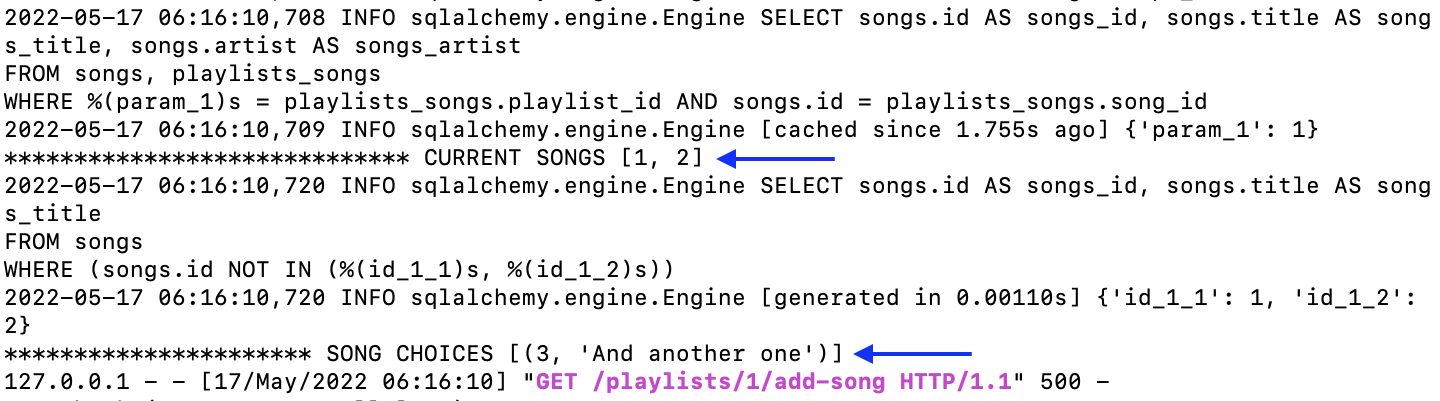 2022-05-17 06:16:10,708 INFO sqlalchemy.engine.Engine SELECT songs.id AS songs_id, songs.title AS song
s_title, songs.artist AS songs_artist
FROM songs, playlists_songs
WHERE %(param_1)s = playlists_songs.playlist_id AND songs.id = playlists_songs.song_id
2022-05-17 06:16:10,709 INFO sqlalchemy.engine.Engine [cached since 1.755s ago] {'param_1': 1}
***************************** CURRENT SONGS [1, 2]
2022-05-17 06:16:10,720 INFO sqlalchemy.engine.Engine SELECT songs.id AS songs_id, songs.title AS song
s_title
FROM songs
WHERE (songs.id NOT IN (%(id_1_1)s, %(id_1_2)s))
2022-05-17 06:16:10,720 INFO sqlalchemy.engine.Engine [generated in 0.00110s] {'id_1_1': 1, 'id_1_2':
2}
********************** SONG CHOICES [(3, 'And another one')]
127.0.0.1 - - [17/May/2022 06:16:10] "GET /playlists/1/add-song HTTP/1.1" 500 -